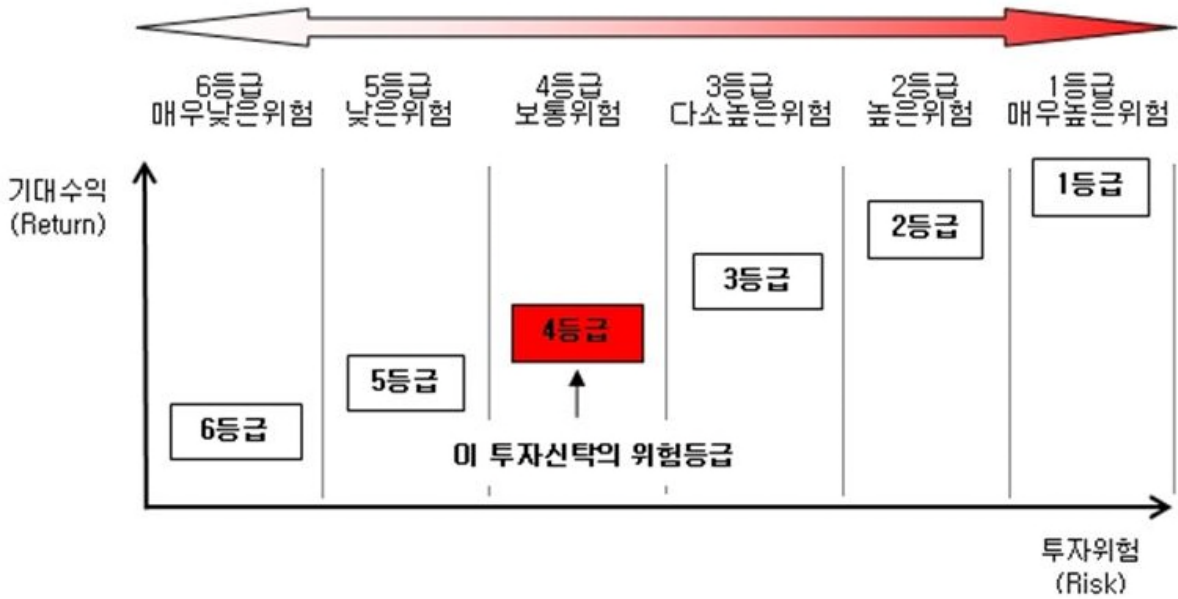 6등급 5등급 4등급 3등급 2등급 1등급
매우낮은위험 낮은위험 보통위험 다소높은위험 높은위험 매우높은위험
기대수익
(Return)
1등급
2등급
3등급
4등급
5등급
6등급
이 투자신탁의 위험등급
투자위험
(Risk)